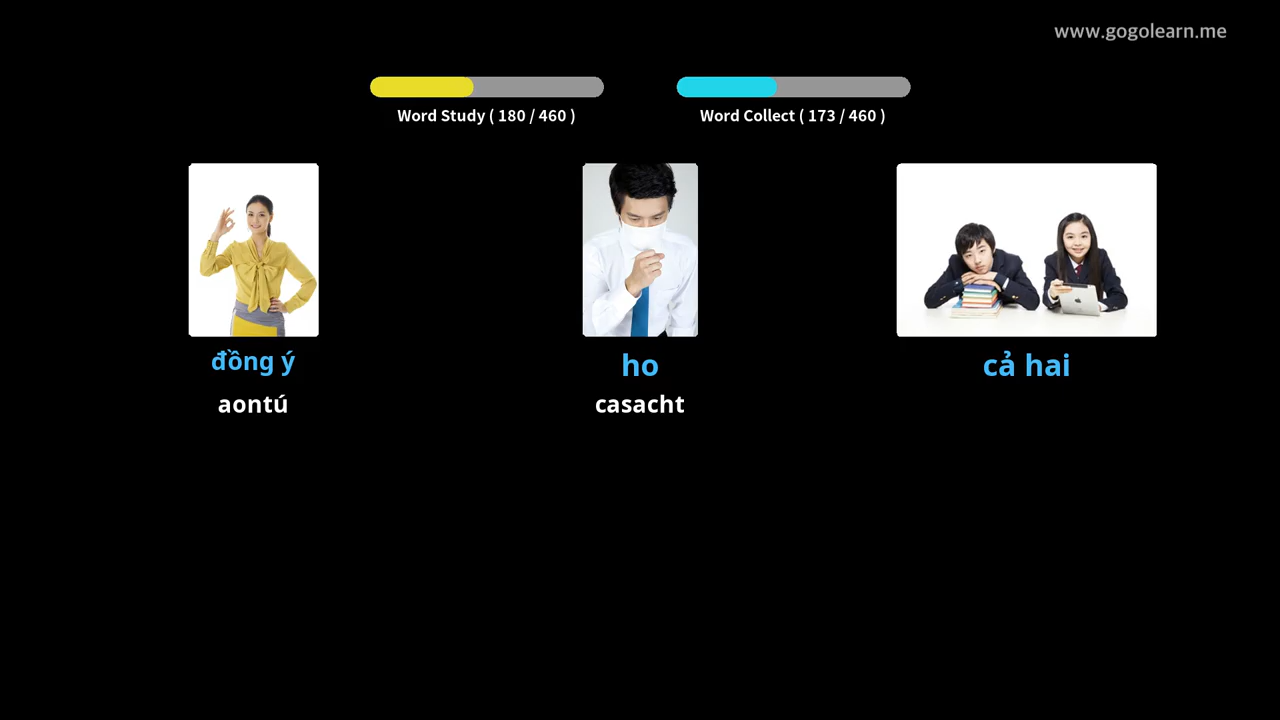 www.gogolearn.me
Word Study ( 180 / 460 )
Word Collect ( 173 / 460 )
đồng ý
ho
cả hai
aontú
casacht